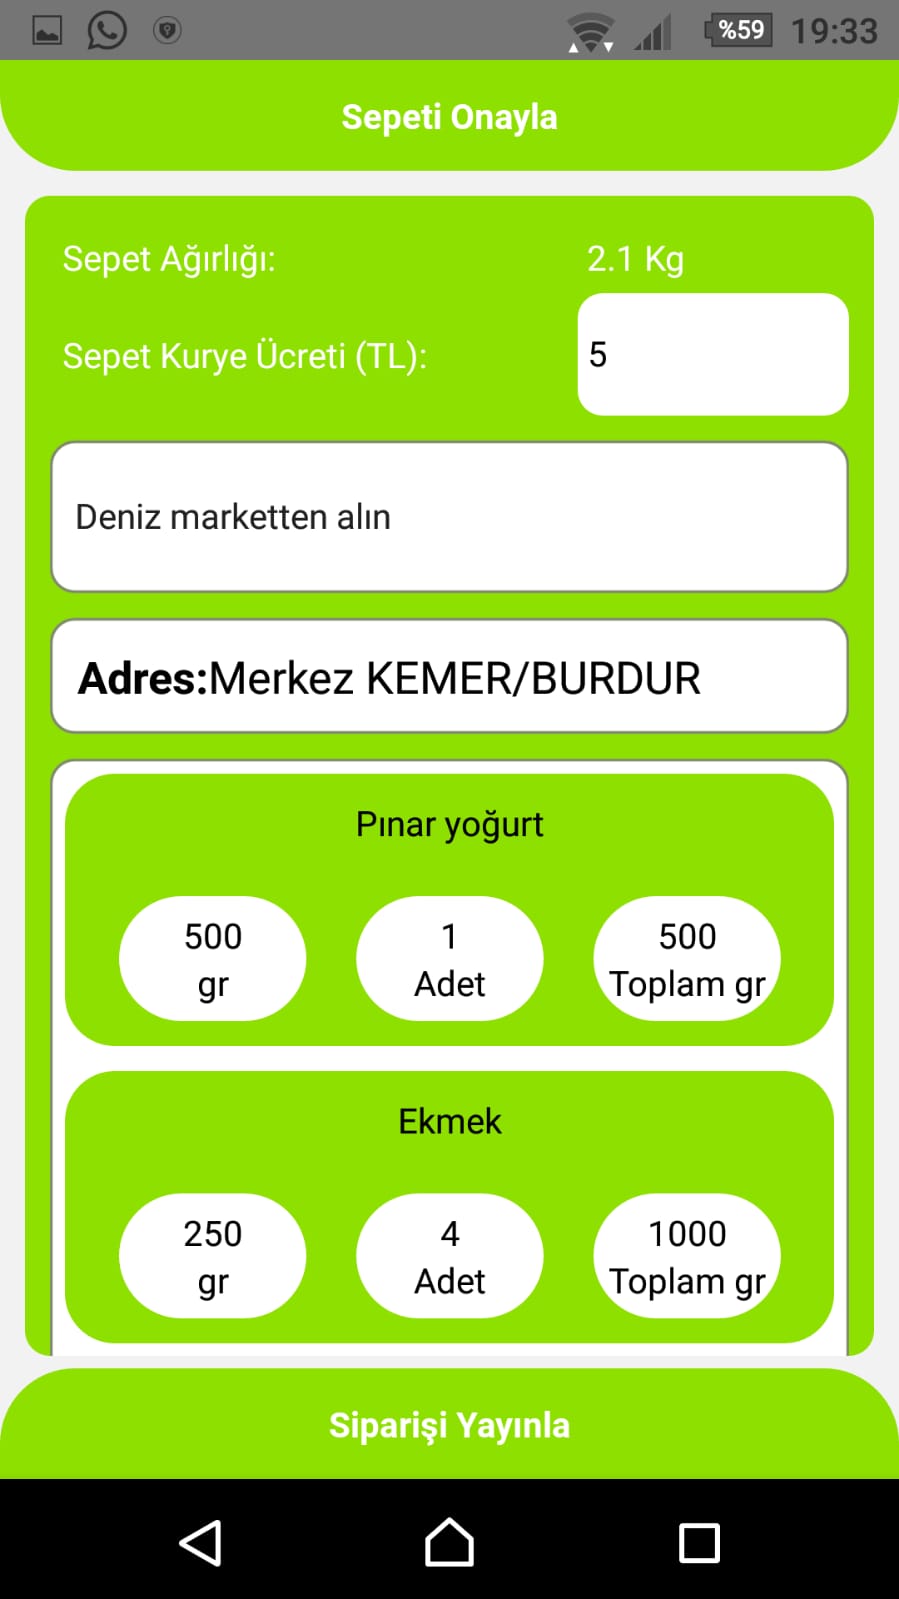 %59 19:33
Sepeti Onayla
Sepet Ağırlığı: 2.1 Kg
Sepet Kurye Ücreti (TL): 5
Deniz marketten alın
Adres:Merkez KEMER/BURDUR
Pınar yoğurt
500 1 500
gr Adet Toplam gr
Ekmek
250 4 1000
gr Adet Toplam gr
Siparişi Yayınla